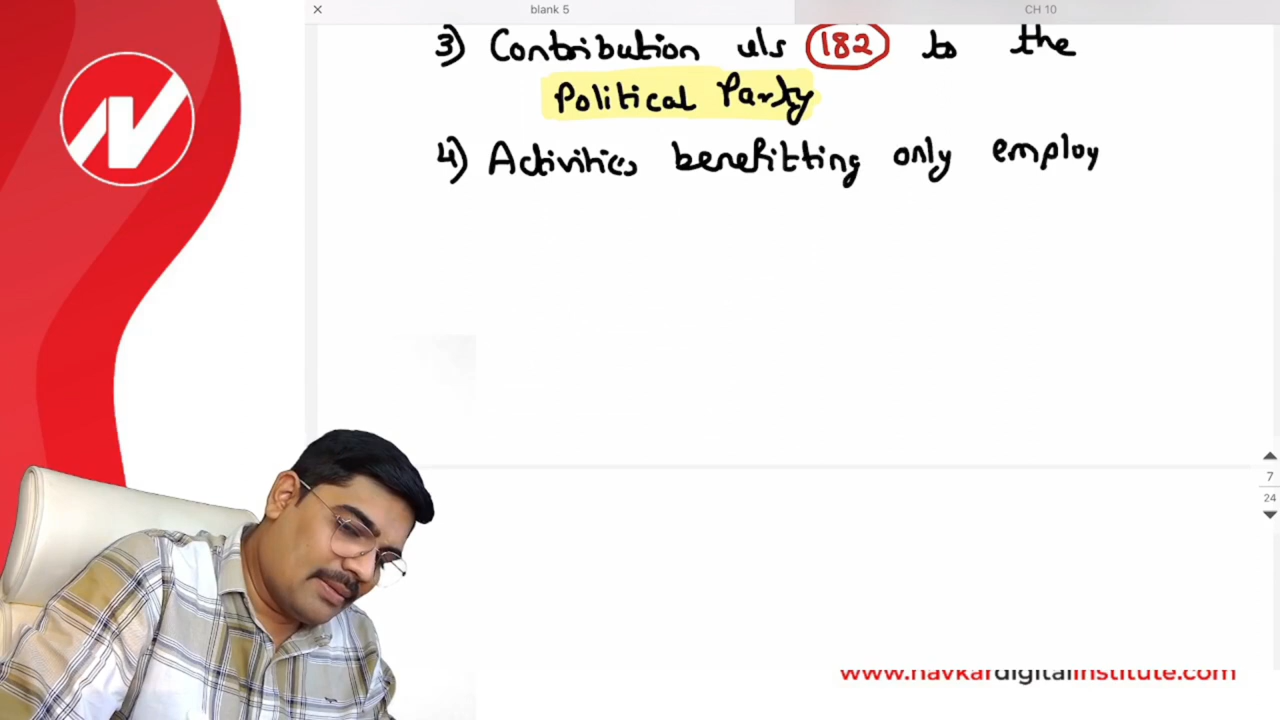 blank 5
CH 10
3) Contribution u/s 182 to the
Political Party
4) Activities benefitting only employ
7
24
www.navkardigitalinstitute.com